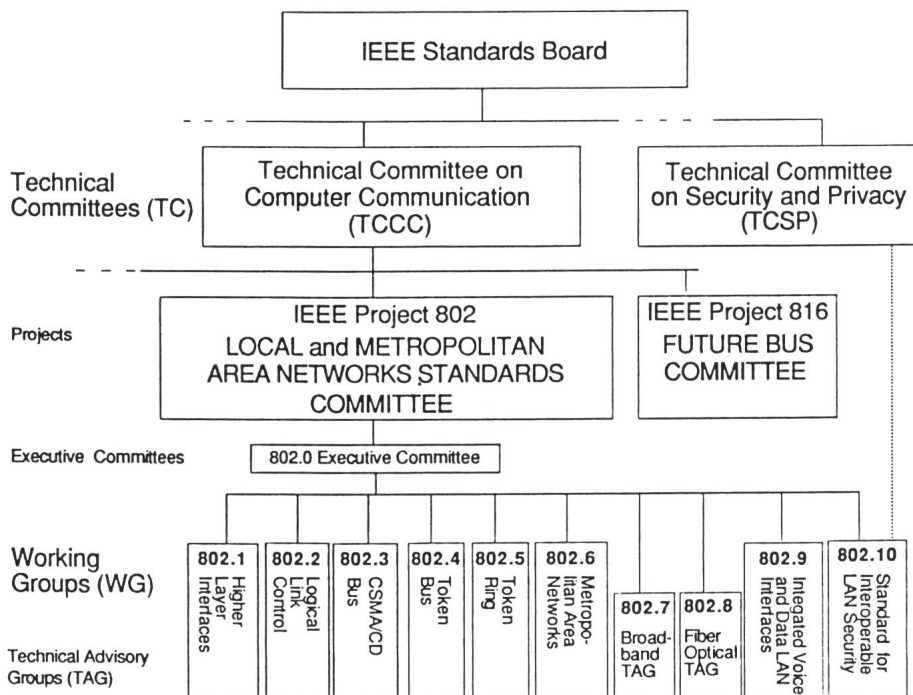 IEEE Standards Board
Technical
Committees (TC)
Technical Committee on
Computer Communication
(TCCC)
Technical Committee
on Security and Privacy
(TCSP)
Projects
IEEE Project 802
LOCAL and METROPOLITAN
AREA NETWORKS STANDARDS
COMMITTEE
IEEE Project 816
FUTURE BUS
COMMITTEE
Executive Committees
802.0 Executive Committee
Working
Groups (WG)
Technical Advisory
Groups (TAG)
802.1
Higher
Layer
Interfaces
802.2
Logical
Link
Control
802.3
CSMA/CD
Bus
802.4
Token
Bus
802.5
Token
Ring
802.6
Metropo-
litan Area
Networks
802.7
Broad-
band
TAG
802.8
Fiber
Optical
TAG
802.9
Integated Voice
and Data LAN
Interfaces
802.10
Standard for
Interoperable
LAN Security